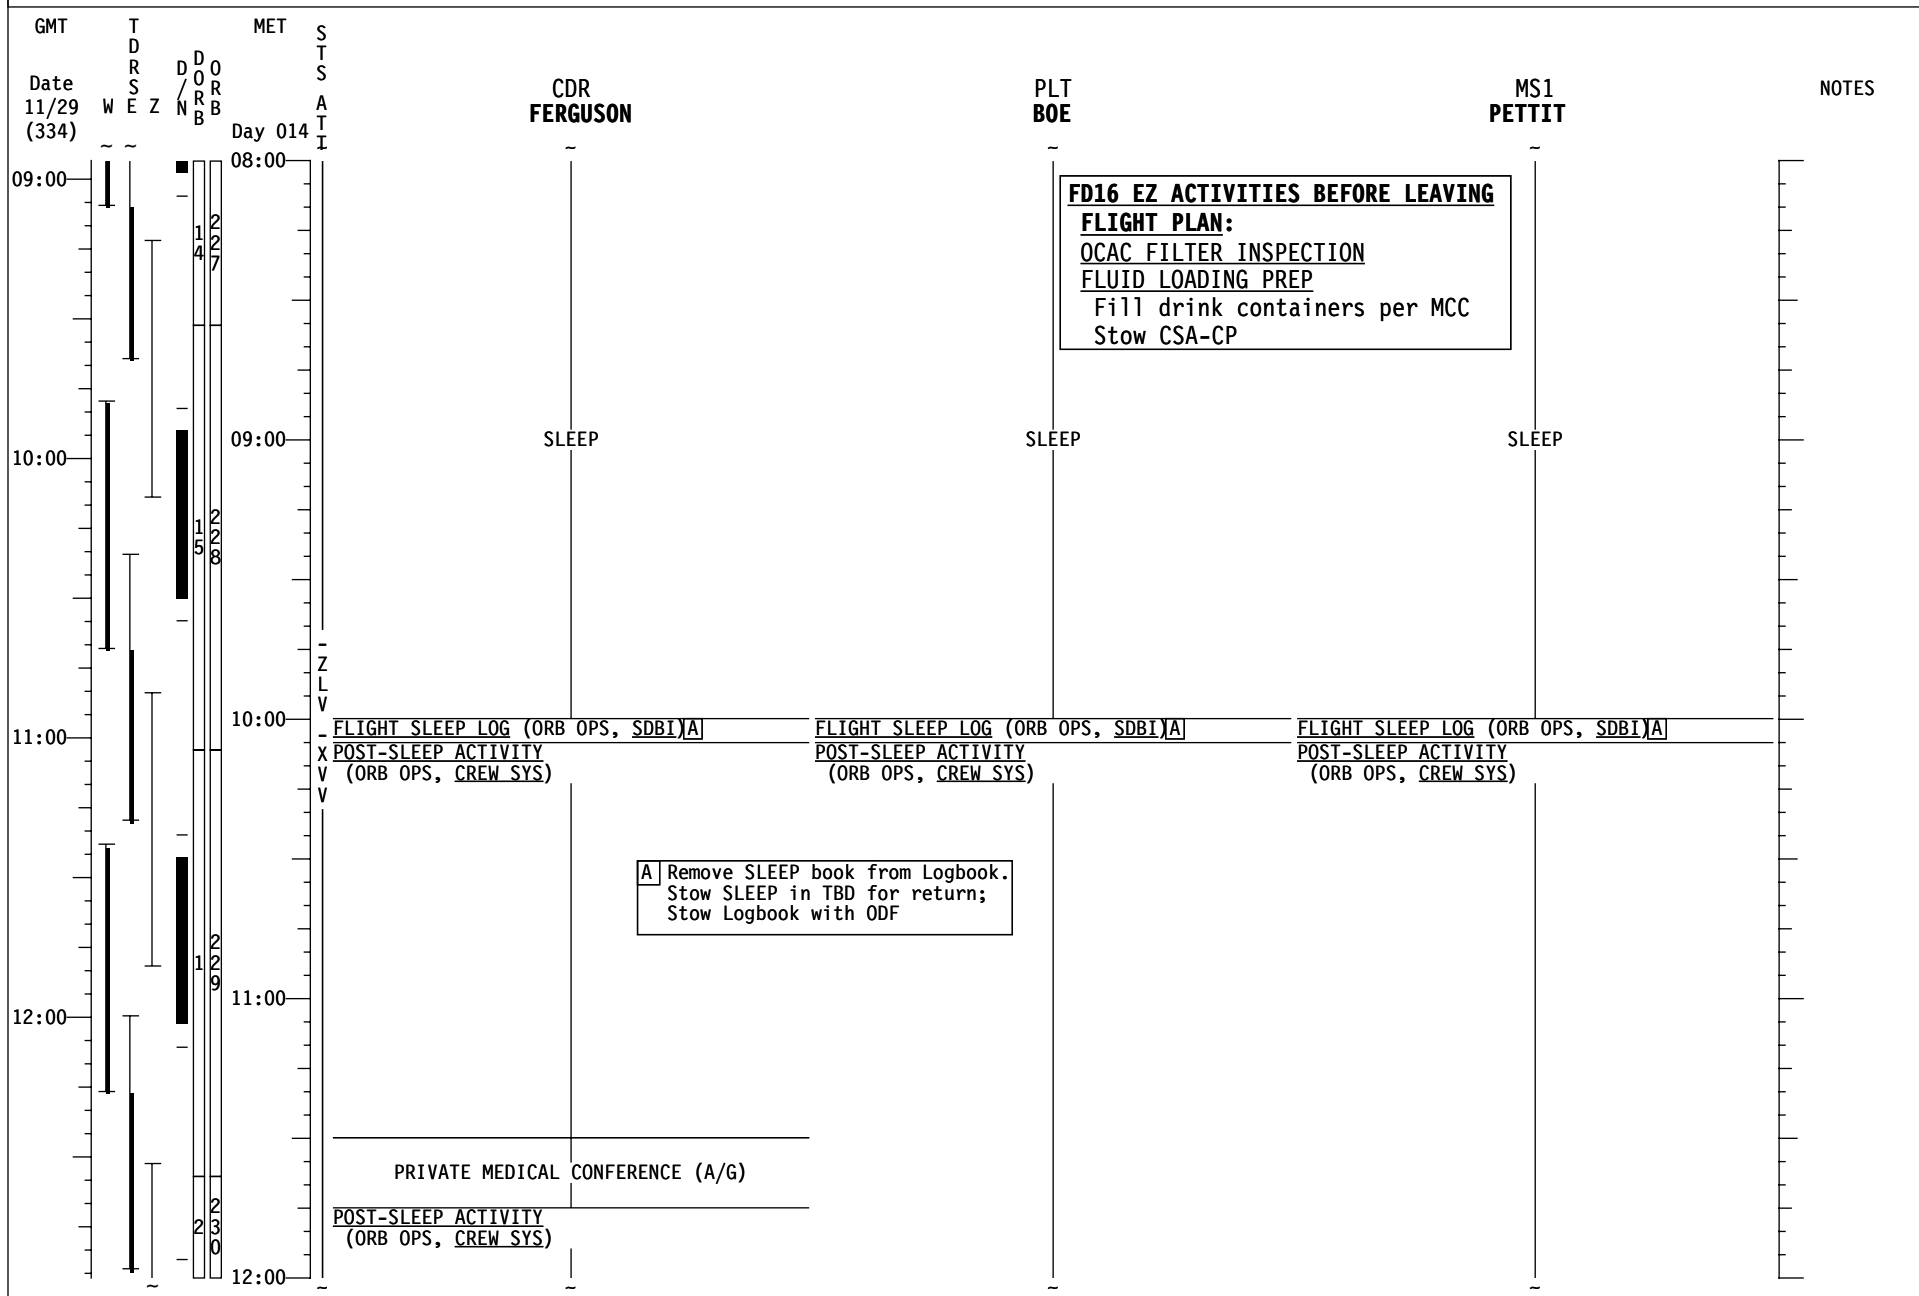 GMT
TDRS
MET
STS ATT
Date
11/29
(334)
W E Z
D/N
DORB
ORB
Day 014
CDR
FERGUSON
PLT
BOE
MS1
PETTIT
NOTES
~ ~ ~ ~ ~
08:00
09:00
FD16 EZ ACTIVITIES BEFORE LEAVING
FLIGHT PLAN:
OCAC FILTER INSPECTION
FLUID LOADING PREP
Fill drink containers per MCC
Stow CSA-CP
14
227
09:00
SLEEP
SLEEP
SLEEP
10:00
15
228
-ZLV
-XVV
10:00
FLIGHT SLEEP LOG (ORB OPS, SDBI) A
FLIGHT SLEEP LOG (ORB OPS, SDBI) A
FLIGHT SLEEP LOG (ORB OPS, SDBI) A
11:00
POST-SLEEP ACTIVITY
(ORB OPS, CREW SYS)
POST-SLEEP ACTIVITY
(ORB OPS, CREW SYS)
POST-SLEEP ACTIVITY
(ORB OPS, CREW SYS)
A Remove SLEEP book from Logbook.
Stow SLEEP in TBD for return;
Stow Logbook with ODF
1
229
11:00
12:00
PRIVATE MEDICAL CONFERENCE (A/G)
2
230
POST-SLEEP ACTIVITY
(ORB OPS, CREW SYS)
12:00
~ ~ ~ ~ ~